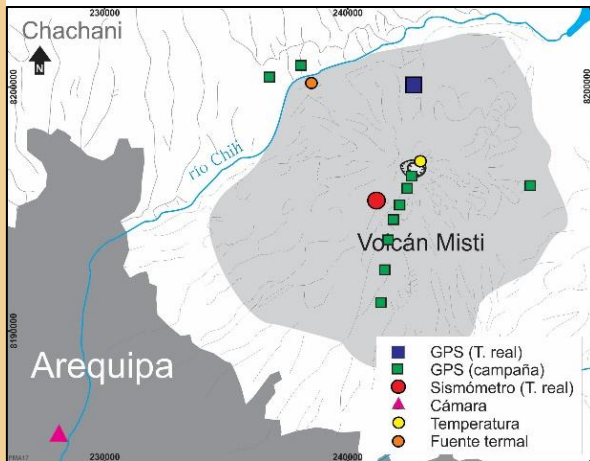 230000
240000
Chachani
N
8200000
8200000
río Chili
Volcán Misti
8190000
8190000
Arequipa
GPS (T. real)
GPS (campaña)
Sismómetro (T. real)
Cámara
Temperatura
Fuente termal
230000
240000